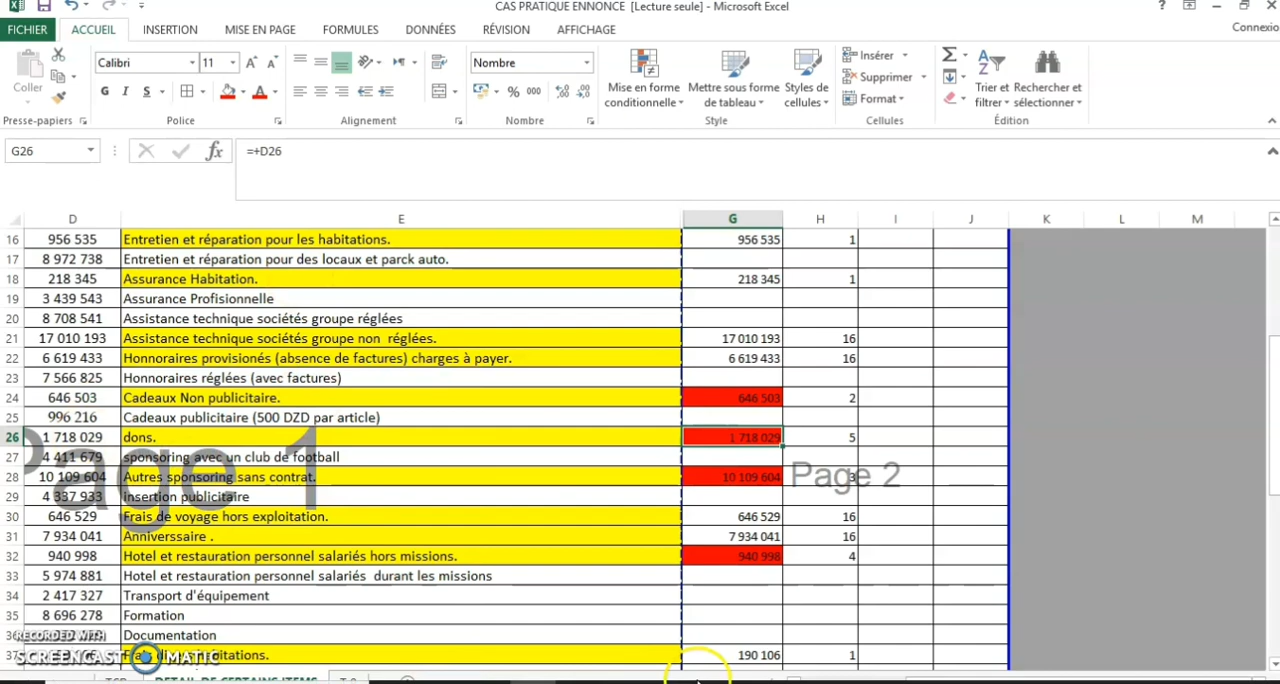 CAS PRATIQUE ENNONCE [Lecture seule] - Microsoft Excel
FICHIER ACCUEIL INSERTION MISE EN PAGE FORMULES DONNÉES RÉVISION AFFICHAGE Connexio
Coller
Calibri 11
G I S
Nombre
% 000
Mise en forme conditionnelle
Mettre sous forme de tableau
Styles de cellules
Insérer
Supprimer
Format
Trier et filtrer
Rechercher et sélectionner
Presse-papiers Police Alignement Nombre Style Cellules Édition
G26 fx =+D26
D E G H I J K L M
16 956 535 Entretien et réparation pour les habitations. 956 535 1
17 8 972 738 Entretien et réparation pour des locaux et parck auto.
18 218 345 Assurance Habitation. 218 345 1
19 3 439 543 Assurance Profisionnelle
20 8 708 541 Assistance technique sociétés groupe réglées
21 17 010 193 Assistance technique sociétés groupe non réglées. 17 010 193 16
22 6 619 433 Honnoraires provisionés (absence de factures) charges à payer. 6 619 433 16
23 7 566 825 Honnoraires réglées (avec factures)
24 646 503 Cadeaux Non publicitaire. 646 503 2
25 996 216 Cadeaux publicitaire (500 DZD par article)
26 1 718 029 dons. 1 718 029 5
27 4 411 679 sponsoring avec un club de football
28 10 109 604 Autres sponsoring sans contrat. 10 109 604 3
29 4 337 933 insertion publicitaire
30 646 529 Frais de voyage hors exploitation. 646 529 16
31 7 934 041 Anniverssaire . 7 934 041 16
32 940 998 Hotel et restauration personnel salariés hors missions. 940 998 4
33 5 974 881 Hotel et restauration personnel salariés durant les missions
34 2 417 327 Transport d'équipement
35 8 696 278 Formation
36 Documentation
37 190 106 1
Page 1
Page 2
RECORDED WITH
SCREENCAST MATIC
DETAIL DE CERTAINS ITEMS